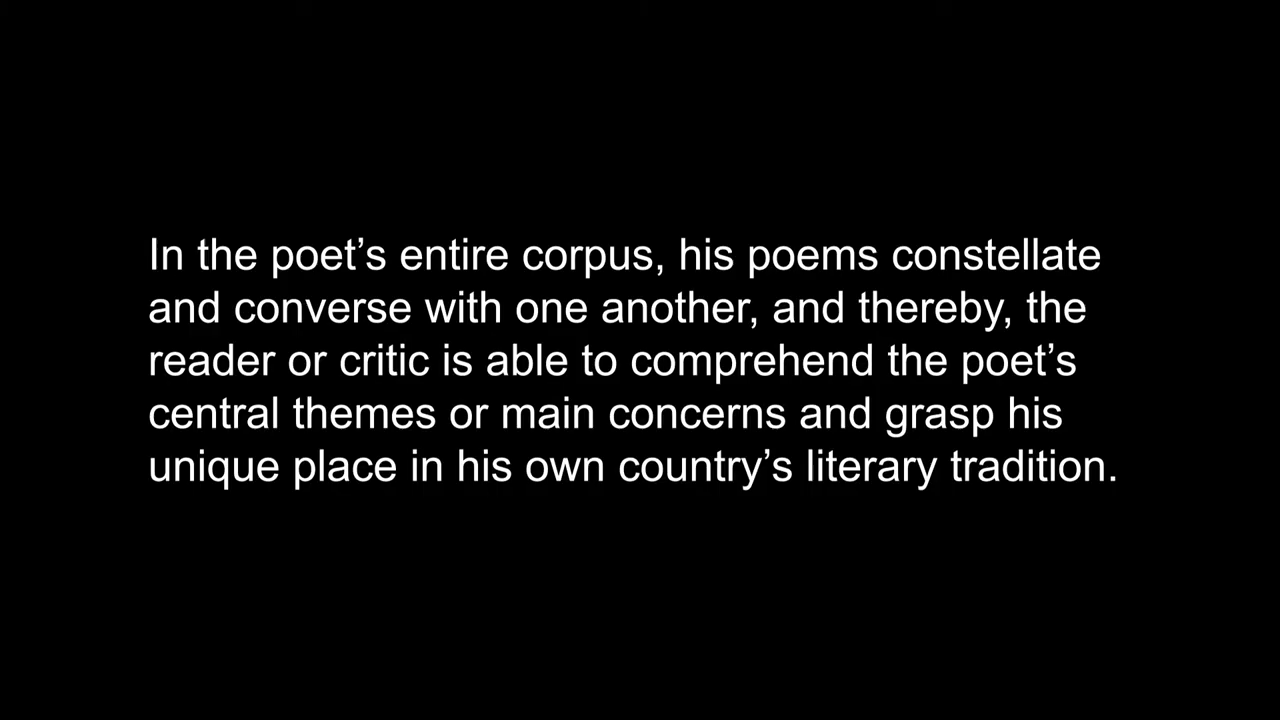 In the poet’s entire corpus, his poems constellate
and converse with one another, and thereby, the
reader or critic is able to comprehend the poet’s
central themes or main concerns and grasp his
unique place in his own country’s literary tradition.